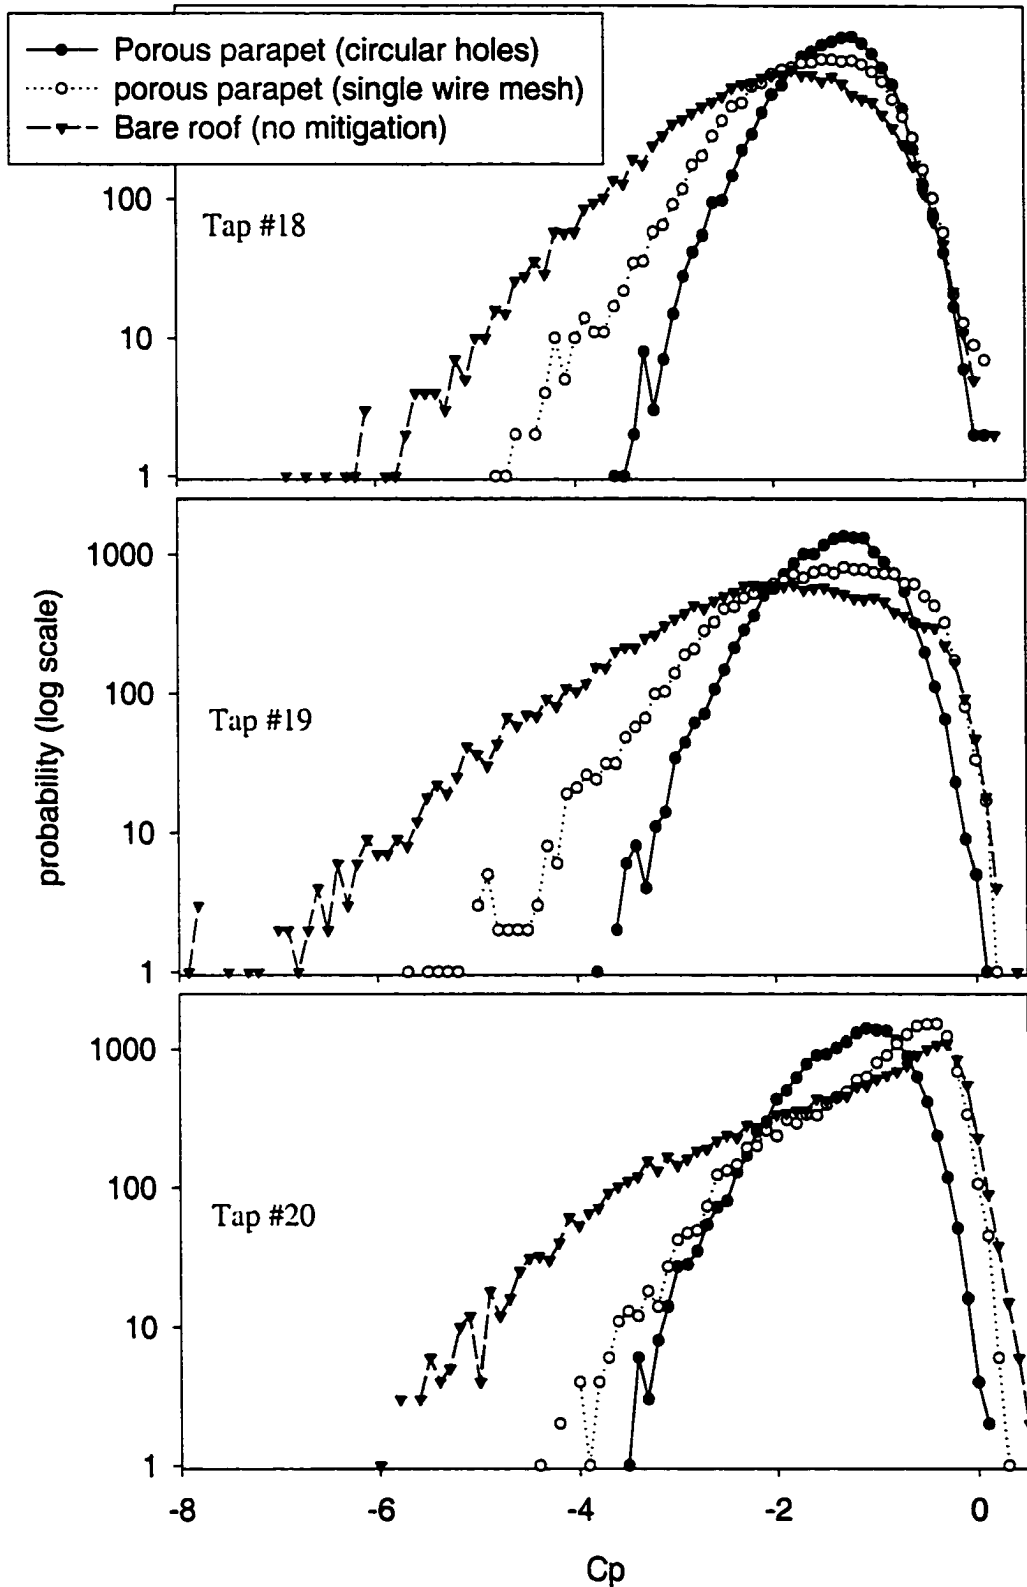 Porous parapet (circular holes)
porous parapet (single wire mesh)
Bare roof (no mitigation)
100
10
1
Tap #18
probability (log scale)
1000
100
10
1
Tap #19
1000
100
10
1
Tap #20
-8 -6 -4 -2 0
Cp